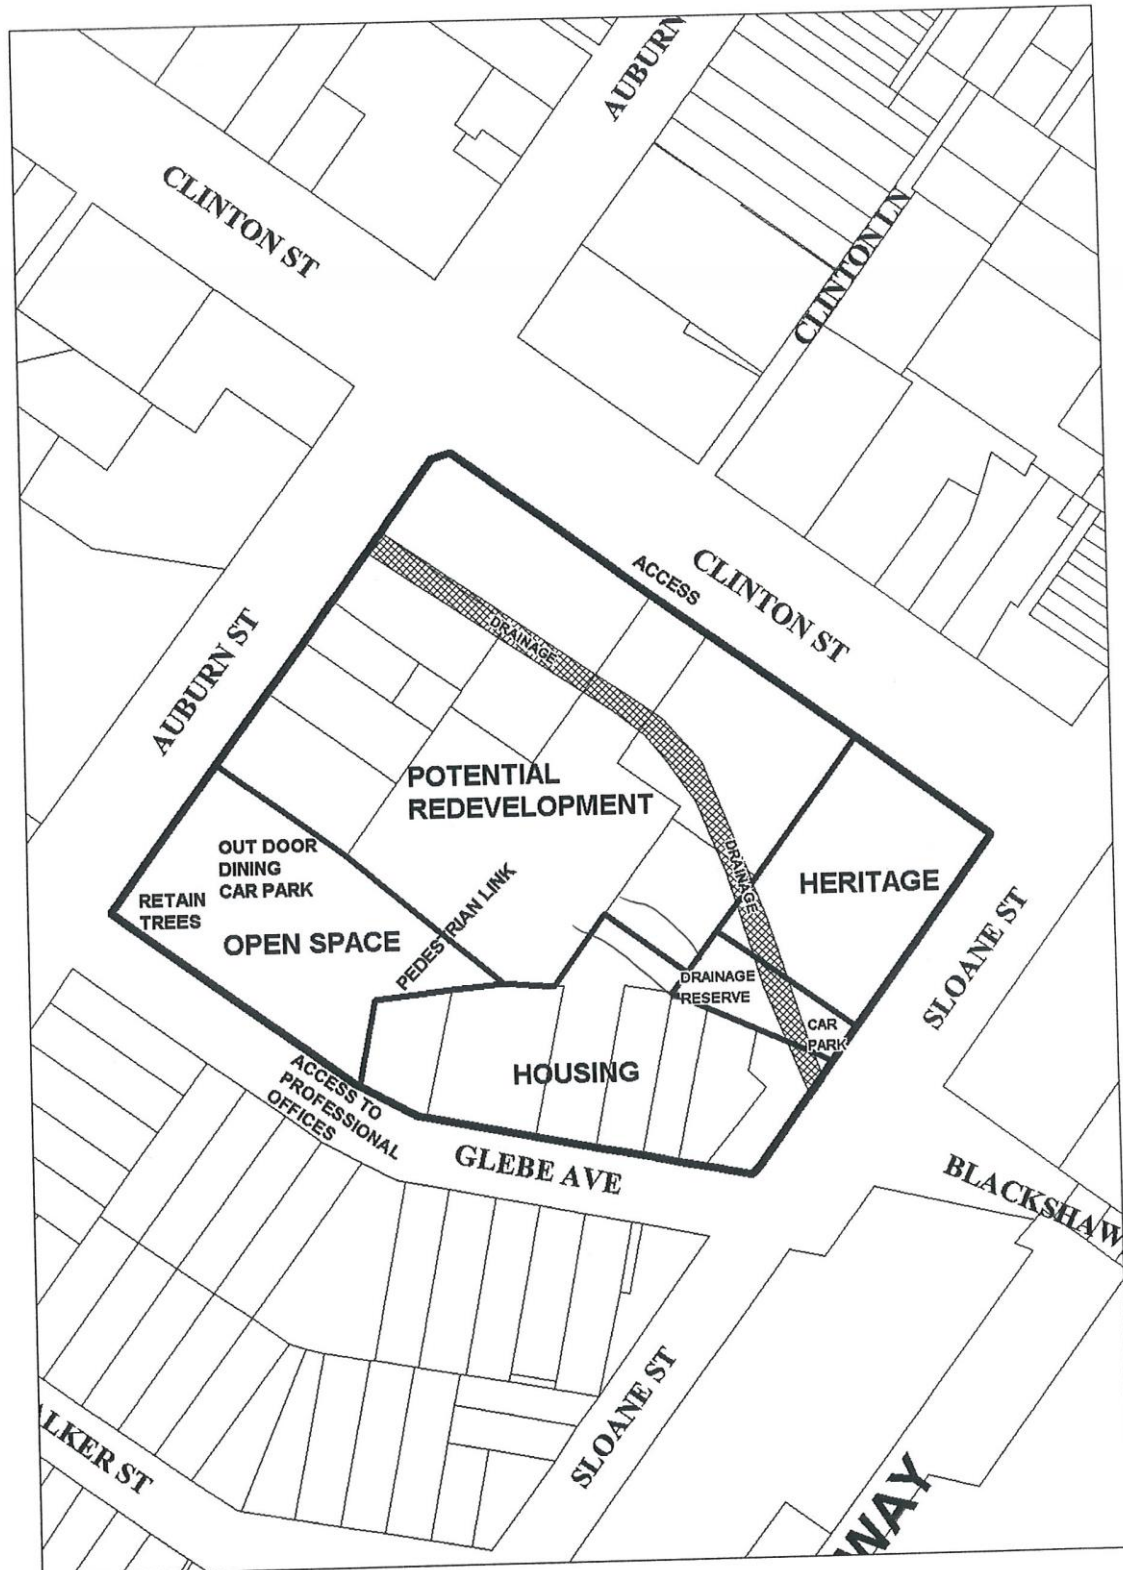 AUBURN
CLINTON ST
CLINTON LN
ACCESS
CLINTON ST
DRAINAGE
AUBURN ST
POTENTIAL
REDEVELOPMENT
OUT DOOR
DINING
CAR PARK
RETAIN
TREES
OPEN SPACE
PEDESTRIAN LINK
DRAINAGE
HERITAGE
SLOANE ST
DRAINAGE
RESERVE
CAR
PARK
HOUSING
ACCESS TO
PROFESSIONAL
OFFICES
GLEBE AVE
BLACKSHAW
SLOANE ST
ALKER ST
WAY